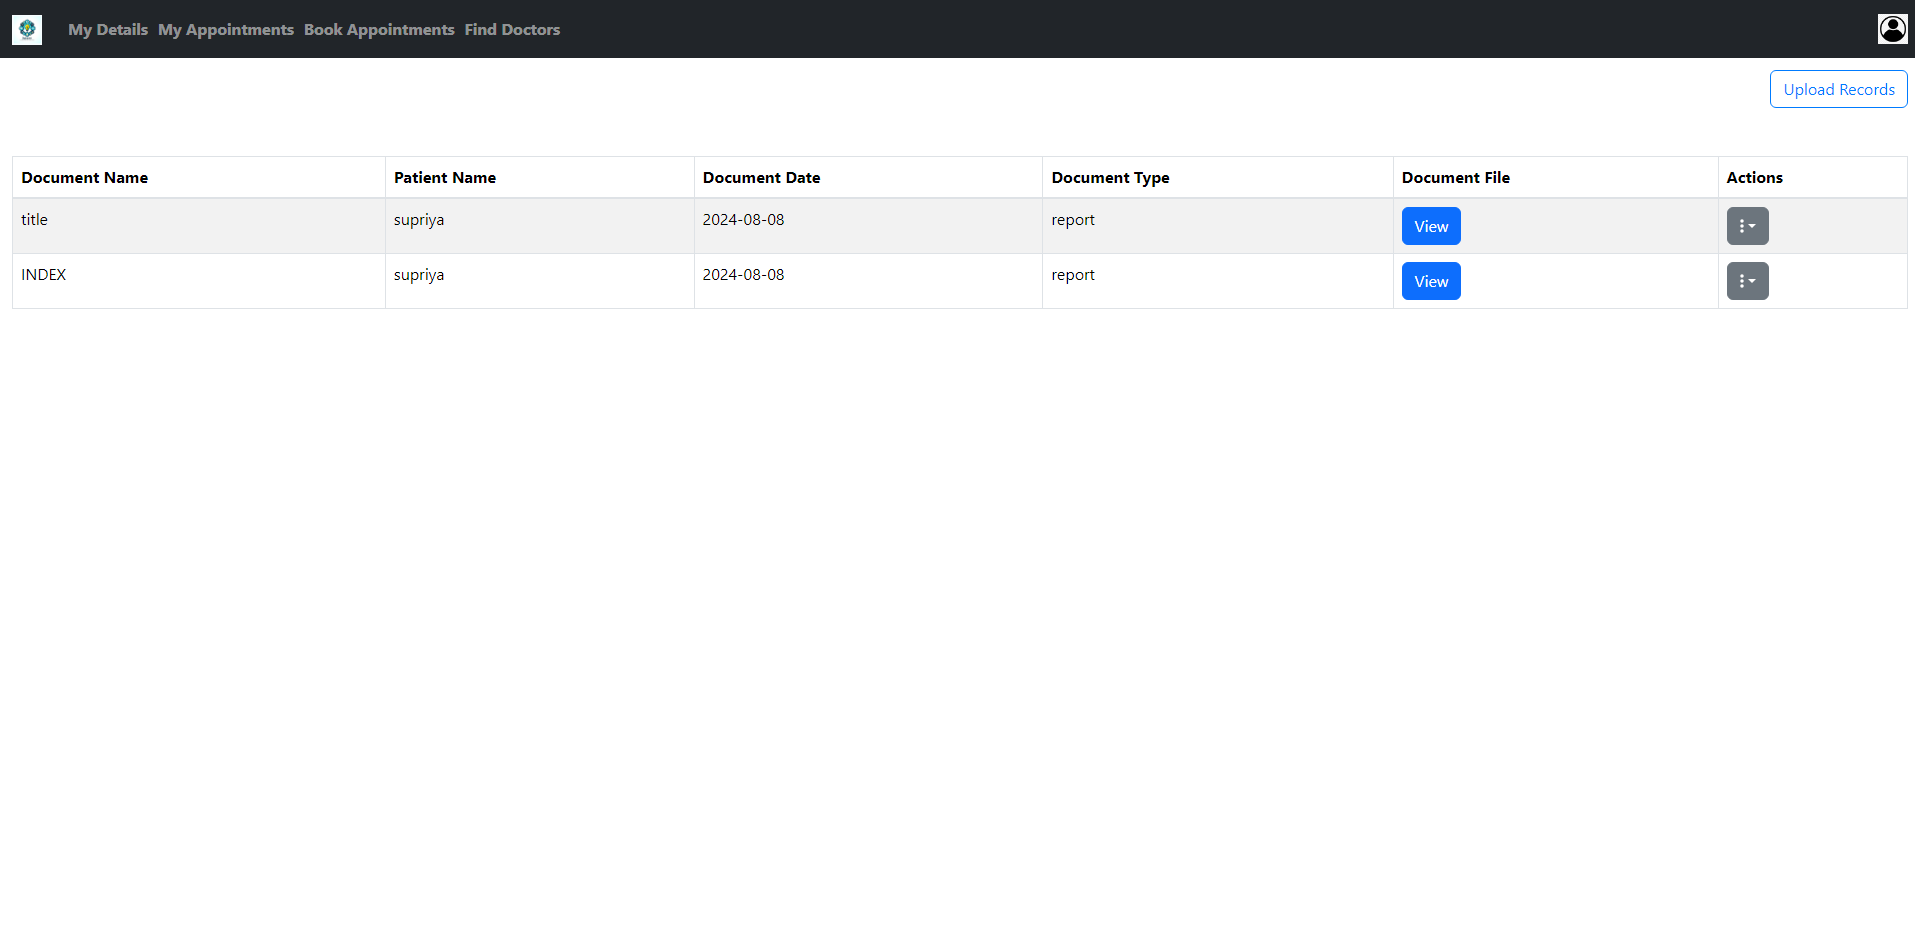 My Details My Appointments Book Appointments Find Doctors
Upload Records
Document Name Patient Name Document Date Document Type Document File Actions
title supriya 2024-08-08 report View
INDEX supriya 2024-08-08 report View